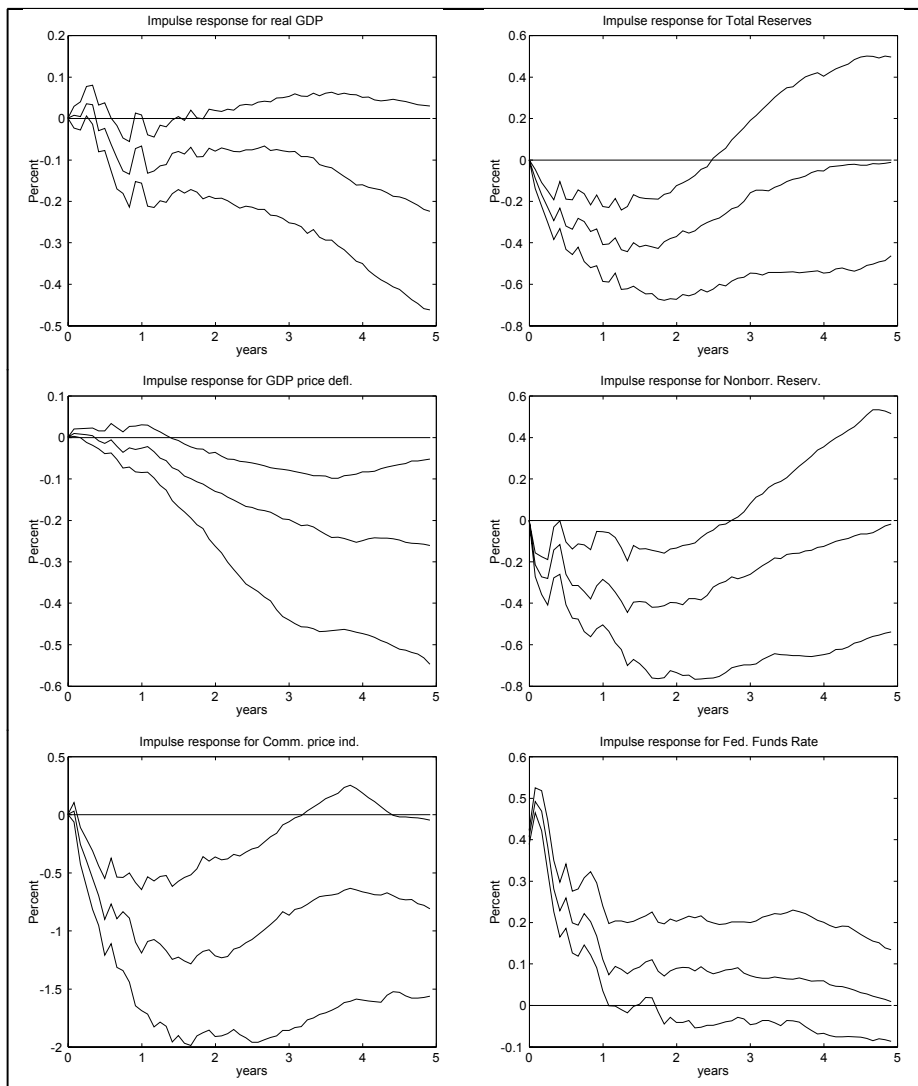 Impulse response for real GDP
Percent
0.2
0.1
0
-0.1
-0.2
-0.3
-0.4
-0.5
0 1 2 3 4 5
years
Impulse response for Total Reserves
Percent
0.6
0.4
0.2
0
-0.2
-0.4
-0.6
-0.8
0 1 2 3 4 5
years
Impulse response for GDP price defl.
Percent
0.1
0
-0.1
-0.2
-0.3
-0.4
-0.5
-0.6
0 1 2 3 4 5
years
Impulse response for Nonborr. Reserv.
Percent
0.6
0.4
0.2
0
-0.2
-0.4
-0.6
-0.8
0 1 2 3 4 5
years
Impulse response for Comm. price ind.
Percent
0.5
0
-0.5
-1
-1.5
-2
0 1 2 3 4 5
years
Impulse response for Fed. Funds Rate
Percent
0.6
0.5
0.4
0.3
0.2
0.1
0
-0.1
0 1 2 3 4 5
years